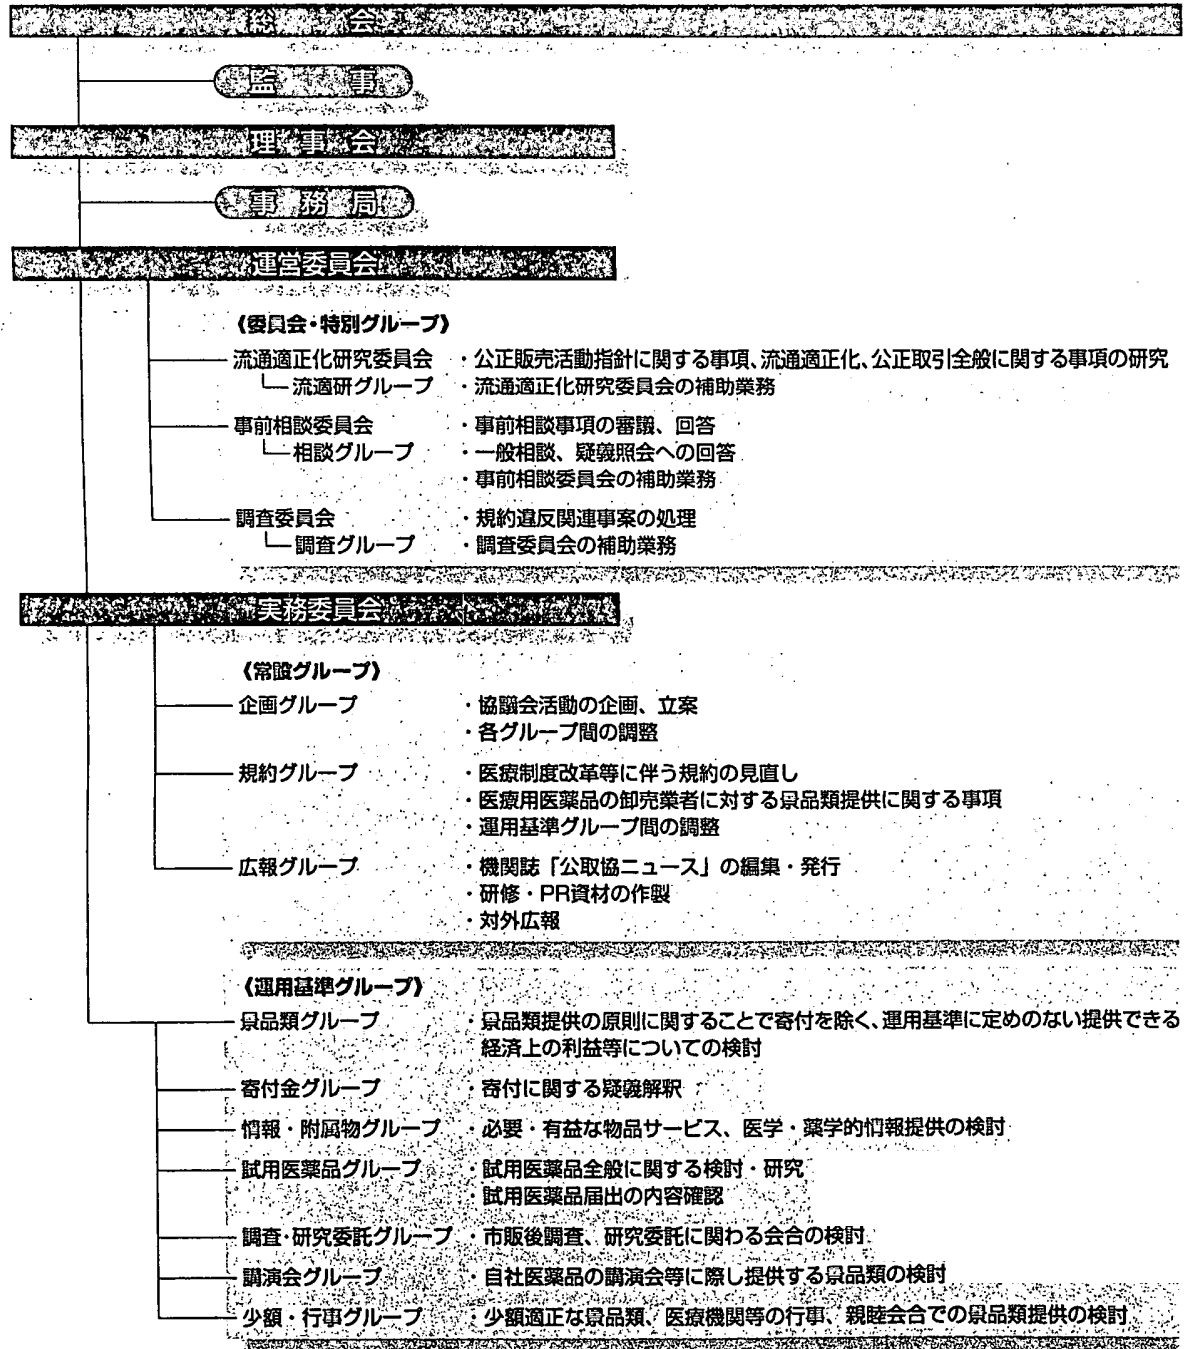 総会
監事
理事会
事務局
運営委員会
《委員会・特別グループ》
流通適正化研究委員会 ・公正販売活動指針に関する事項、流通適正化、公正取引全般に関する事項の研究
流適研グループ ・流通適正化研究委員会の補助業務
事前相談委員会 ・事前相談事項の審議、回答
相談グループ ・一般相談、疑義照会への回答
・事前相談委員会の補助業務
調査委員会 ・規約違反関連事案の処理
調査グループ ・調査委員会の補助業務
実務委員会
《常設グループ》
企画グループ ・協議会活動の企画、立案
・各グループ間の調整
規約グループ ・医療制度改革等に伴う規約の見直し
・医療用医薬品の卸売業者に対する景品類提供に関する事項
・運用基準グループ間の調整
広報グループ ・機関誌「公取協ニュース」の編集・発行
・研修・PR資材の作製
・対外広報
《運用基準グループ》
景品類グループ ・景品類提供の原則に関することで寄付を除く、運用基準に定めのない提供できる
経済上の利益等についての検討
寄付金グループ ・寄付に関する疑義解釈
情報・附属物グループ ・必要・有益な物品サービス、医学・薬学的情報提供の検討
試用医薬品グループ ・試用医薬品全般に関する検討・研究
・試用医薬品届出の内容確認
調査・研究委託グループ ・市販後調査、研究委託に関わる会合の検討
講演会グループ ・自社医薬品の講演会等に際し提供する景品類の検討
少額・行事グループ ・少額適正な景品類、医療機関等の行事、親睦会合での景品類提供の検討